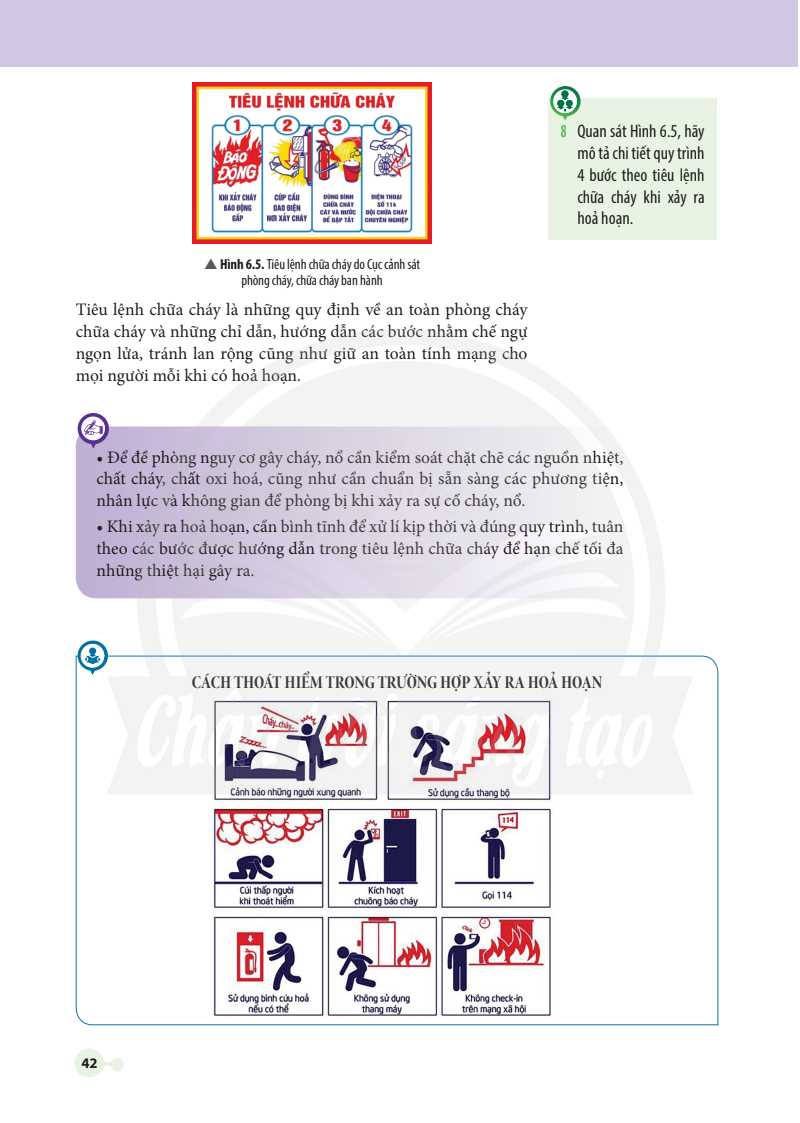 TIÊU LỆNH CHỮA CHÁY
1 2 3 4
BÁO ĐỘNG
KHI XẢY CHÁY
BÁO ĐỘNG
GẤP
CÚP CẦU
DAO ĐIỆN
NƠI XẢY CHÁY
DÙNG BÌNH
CHỮA CHÁY
CÁT VÀ NƯỚC
ĐỂ DẬP TẮT
ĐIỆN THOẠI
SỐ 114
ĐỘI CHỮA CHÁY
CHUYÊN NGHIỆP
▲ Hình 6.5. Tiêu lệnh chữa cháy do Cục cảnh sát
phòng cháy, chữa cháy ban hành
8 Quan sát Hình 6.5, hãy
mô tả chi tiết quy trình
4 bước theo tiêu lệnh
chữa cháy khi xảy ra
hoả hoạn.
Tiêu lệnh chữa cháy là những quy định về an toàn phòng cháy
chữa cháy và những chỉ dẫn, hướng dẫn các bước nhằm chế ngự
ngọn lửa, tránh lan rộng cũng như giữ an toàn tính mạng cho
mọi người mỗi khi có hoả hoạn.
• Để đề phòng nguy cơ gây cháy, nổ cần kiểm soát chặt chẽ các nguồn nhiệt,
chất cháy, chất oxi hoá, cũng như cần chuẩn bị sẵn sàng các phương tiện,
nhân lực và không gian để phòng bị khi xảy ra sự cố cháy, nổ.
• Khi xảy ra hoả hoạn, cần bình tĩnh để xử lí kịp thời và đúng quy trình, tuân
theo các bước được hướng dẫn trong tiêu lệnh chữa cháy để hạn chế tối đa
những thiệt hại gây ra.
CÁCH THOÁT HIỂM TRONG TRƯỜNG HỢP XẢY RA HOẢ HOẠN
Cháy...cháy...
Zzzzz...
Cảnh báo những người xung quanh
Sử dụng cầu thang bộ
Chân trời sáng tạo
Cúi thấp người
khi thoát hiểm
EXIT
Kích hoạt
chuông báo cháy
114
Gọi 114
Sử dụng bình cứu hoả
nếu có thể
Không sử dụng
thang máy
Click
Không check-in
trên mạng xã hội
42